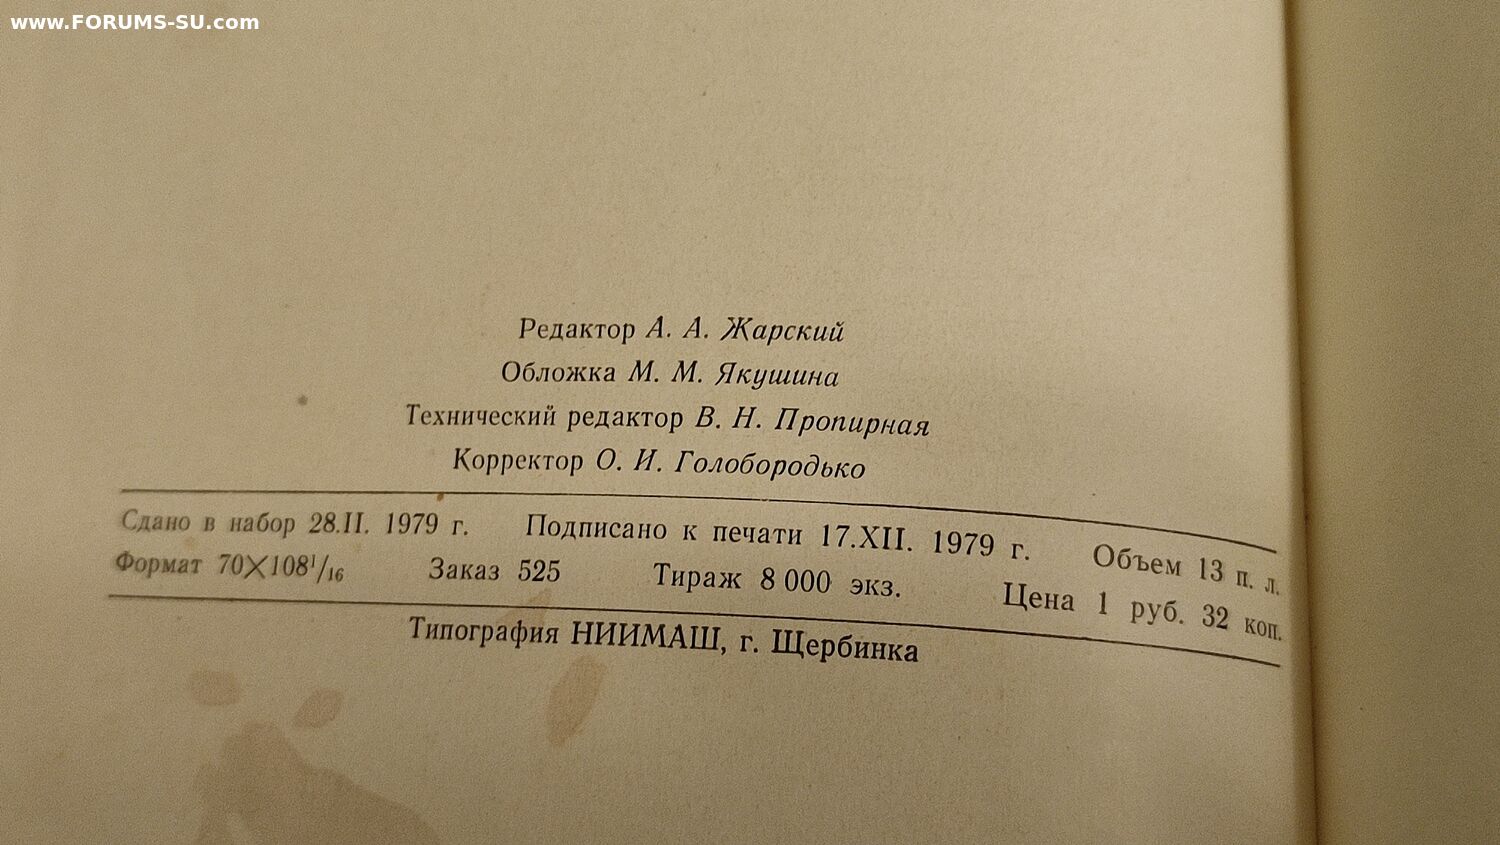 www.FORUMS-SU.com
Редактор А. А. Жарский
Обложка М. М. Якушина
Технический редактор В. Н. Пропирная
Корректор О. И. Голобородько
Сдано в набор 28.II. 1979 г. Подписано к печати 17.XII. 1979 г. Объем 13 п. л.
Формат 70×108¹/₁₆ Заказ 525 Тираж 8 000 экз. Цена 1 руб. 32 коп.
Типография НИИМАШ, г. Щербинка